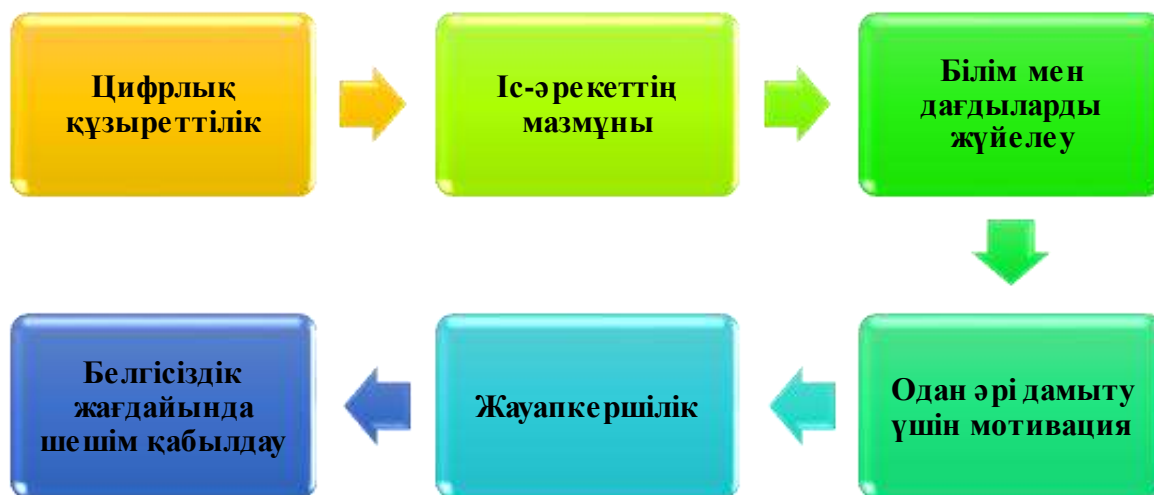 Цифрлық
құзыреттілік
Іс-әрекеттің
мазмұны
Білім мен
дағдыларды
жүйелеу
Одан әрі дамыту
үшін мотивация
Жауапкершілік
Белгісіздік
жағдайында
шешім қабылдау